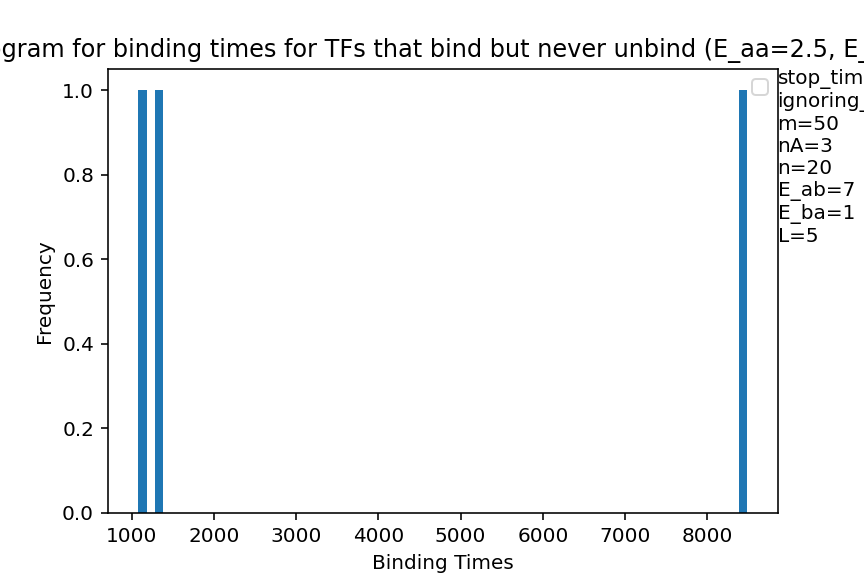 gram for binding times for TFs that bind but never unbind (E_aa=2.5, E_
stop_tim
ignoring_
m=50
nA=3
n=20
E_ab=7
E_ba=1
L=5
Frequency
1.0
0.8
0.6
0.4
0.2
0.0
1000 2000 3000 4000 5000 6000 7000 8000
Binding Times